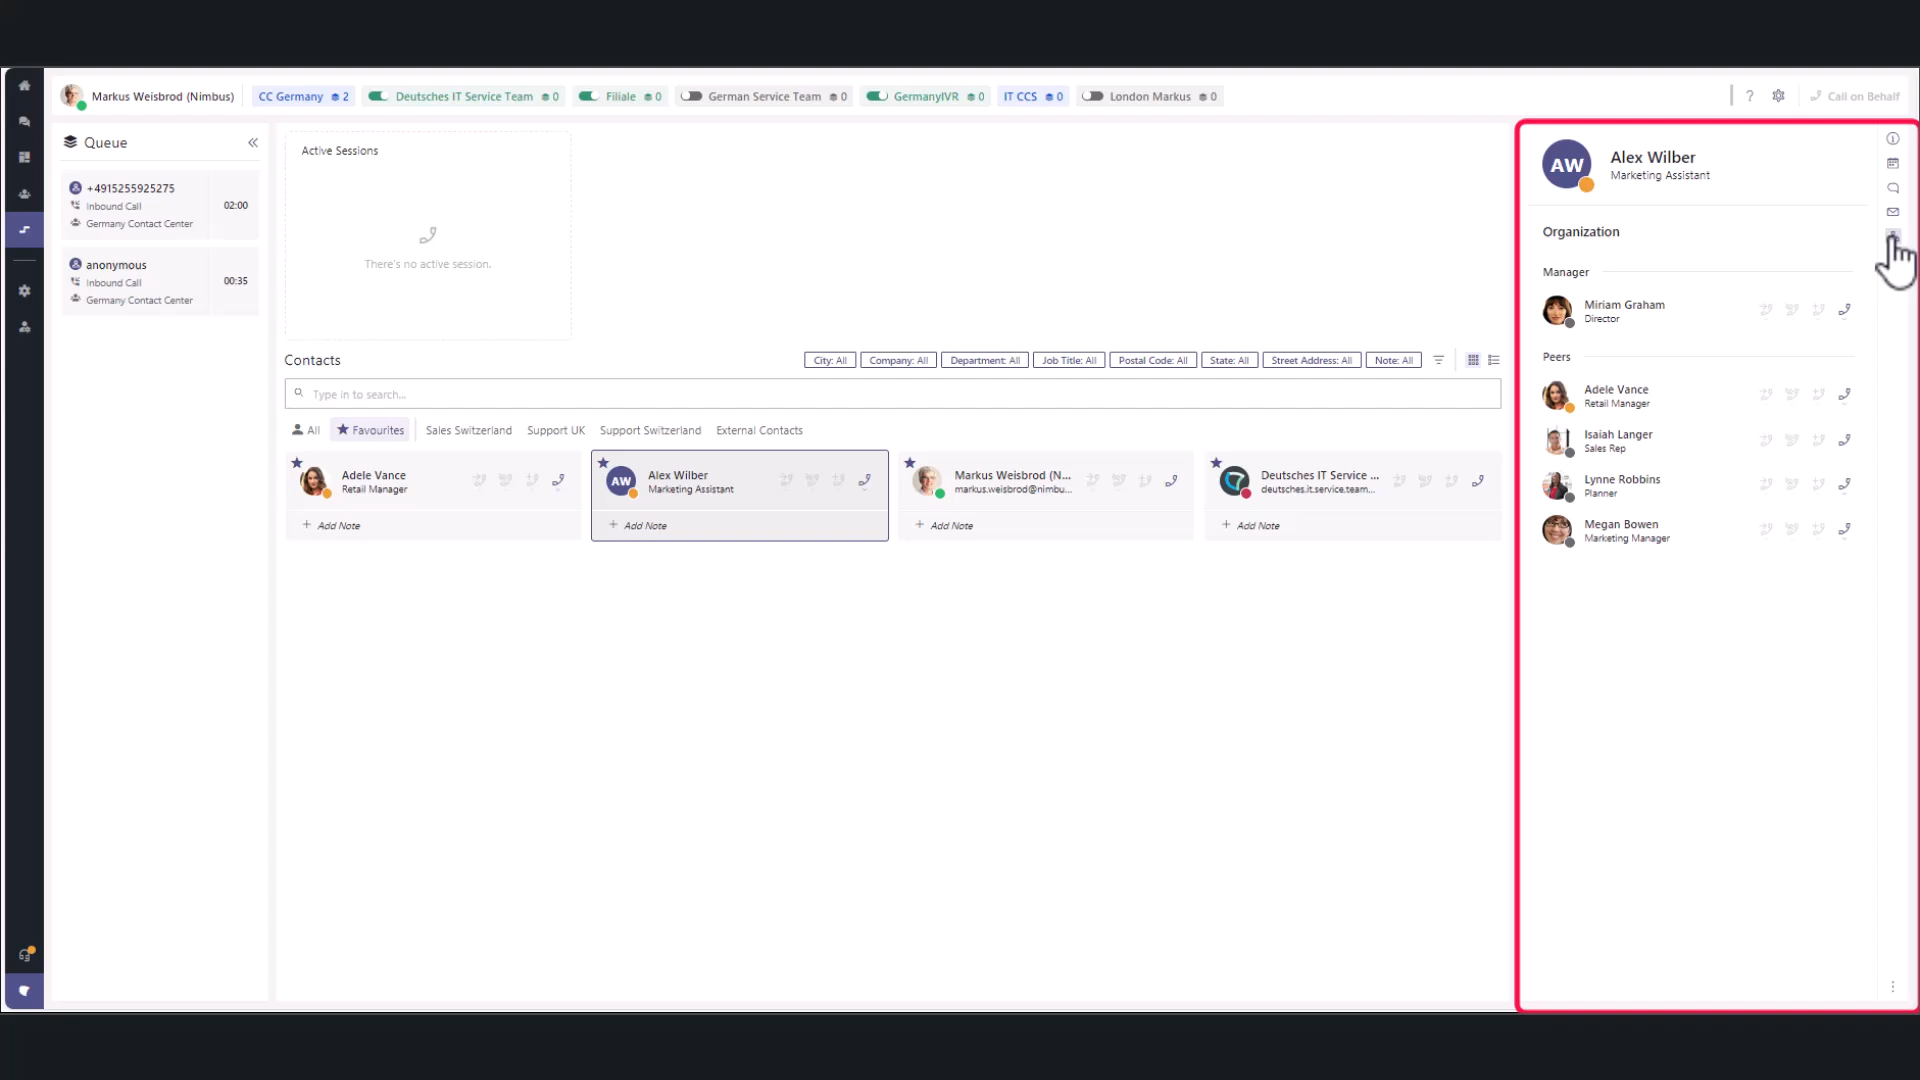 Markus Weisbrod (Nimbus)
CC Germany 2
Deutsches IT Service Team 0
Filiale 0
German Service Team 0
GermanyIVR 0
IT CCS 0
London Markus 0
?
Call on Behalf
Queue
+4915255925275
Inbound Call
Germany Contact Center
02:00
anonymous
Inbound Call
Germany Contact Center
00:35
Active Sessions
There's no active session.
Contacts
City: All
Company: All
Department: All
Job Title: All
Postal Code: All
State: All
Street Address: All
Note: All
Type in to search...
All
Favourites
Sales Switzerland
Support UK
Support Switzerland
External Contacts
Adele Vance
Retail Manager
+ Add Note
AW
Alex Wilber
Marketing Assistant
+ Add Note
Markus Weisbrod (N...
markus.weisbrod@nimbu...
+ Add Note
Deutsches IT Service ...
deutsches.it.service.team...
+ Add Note
AW
Alex Wilber
Marketing Assistant
Organization
Manager
Miriam Graham
Director
Peers
Adele Vance
Retail Manager
Isaiah Langer
Sales Rep
Lynne Robbins
Planner
Megan Bowen
Marketing Manager